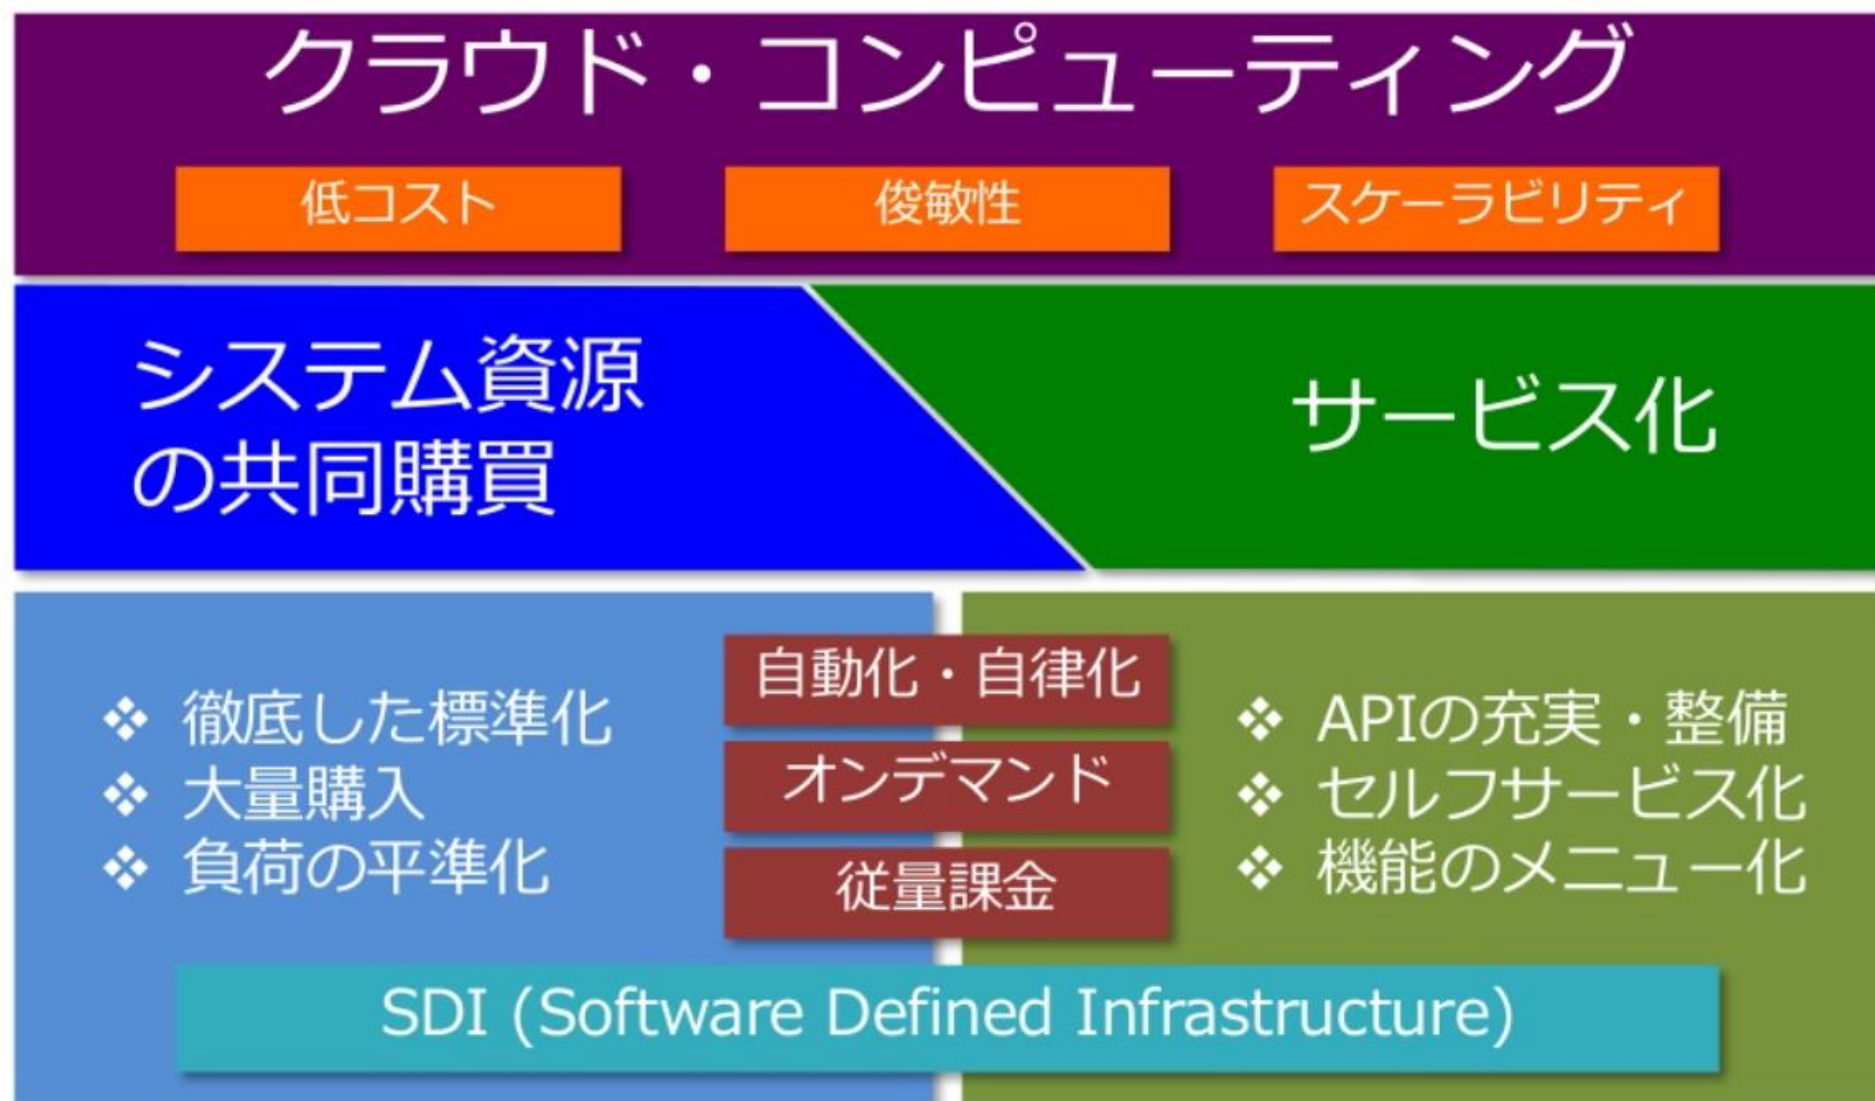 クラウド・コンピューティング
低コスト
俊敏性
スケーラビリティ
システム資源
の共同購買
サービス化
❖ 徹底した標準化
❖ 大量購入
❖ 負荷の平準化
自動化・自律化
オンデマンド
従量課金
❖ APIの充実・整備
❖ セルフサービス化
❖ 機能のメニュー化
SDI (Software Defined Infrastructure)